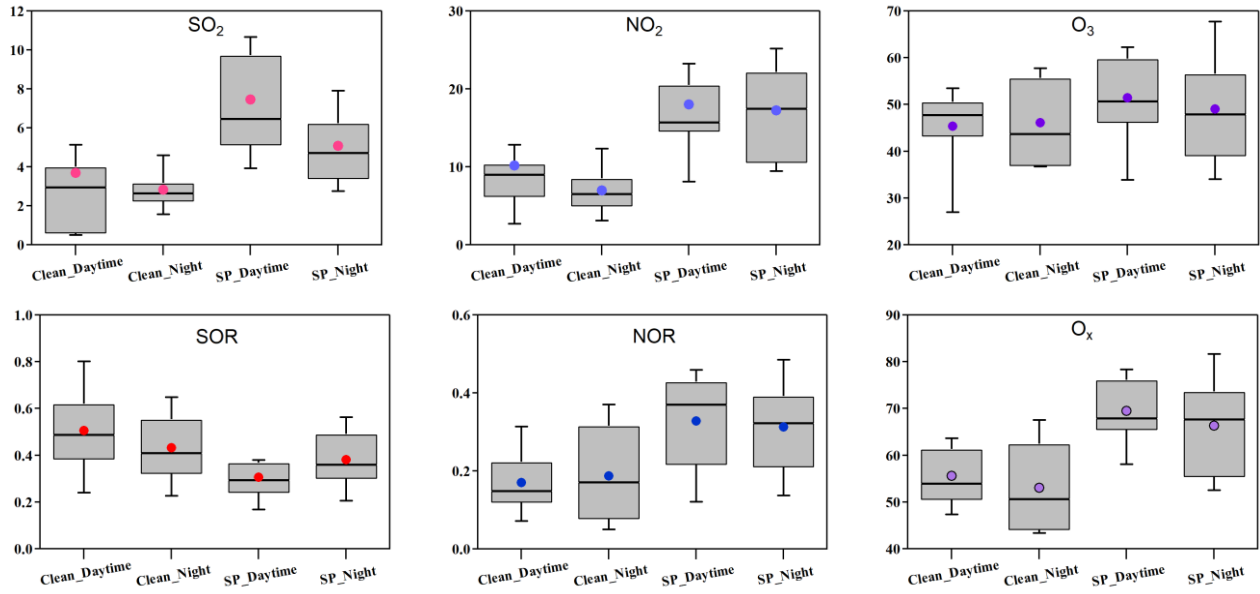 SO₂
12
10
8
6
4
2
0
Clean_Daytime
Clean_Night
SP_Daytime
SP_Night
NO₂
30
20
10
0
Clean_Daytime
Clean_Night
SP_Daytime
SP_Night
O₃
70
60
50
40
30
20
Clean_Daytime
Clean_Night
SP_Daytime
SP_Night
SOR
1.0
0.8
0.6
0.4
0.2
0.0
Clean_Daytime
Clean_Night
SP_Daytime
SP_Night
NOR
0.6
0.4
0.2
0.0
Clean_Daytime
Clean_Night
SP_Daytime
SP_Night
Oₓ
90
80
70
60
50
40
Clean_Daytime
Clean_Night
SP_Daytime
SP_Night